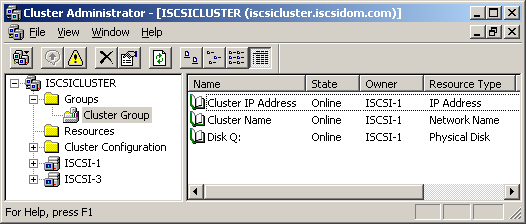 Cluster Administrator - [ISCSICLUSTER (iscsicluster.iscsidom.com)]
File View Window Help
ISCSICLUSTER
Groups
Cluster Group
Resources
Cluster Configuration
ISCSI-1
ISCSI-3
Name State Owner Resource Type
Cluster IP Address Online ISCSI-1 IP Address
Cluster Name Online ISCSI-1 Network Name
Disk Q: Online ISCSI-1 Physical Disk
For Help, press F1